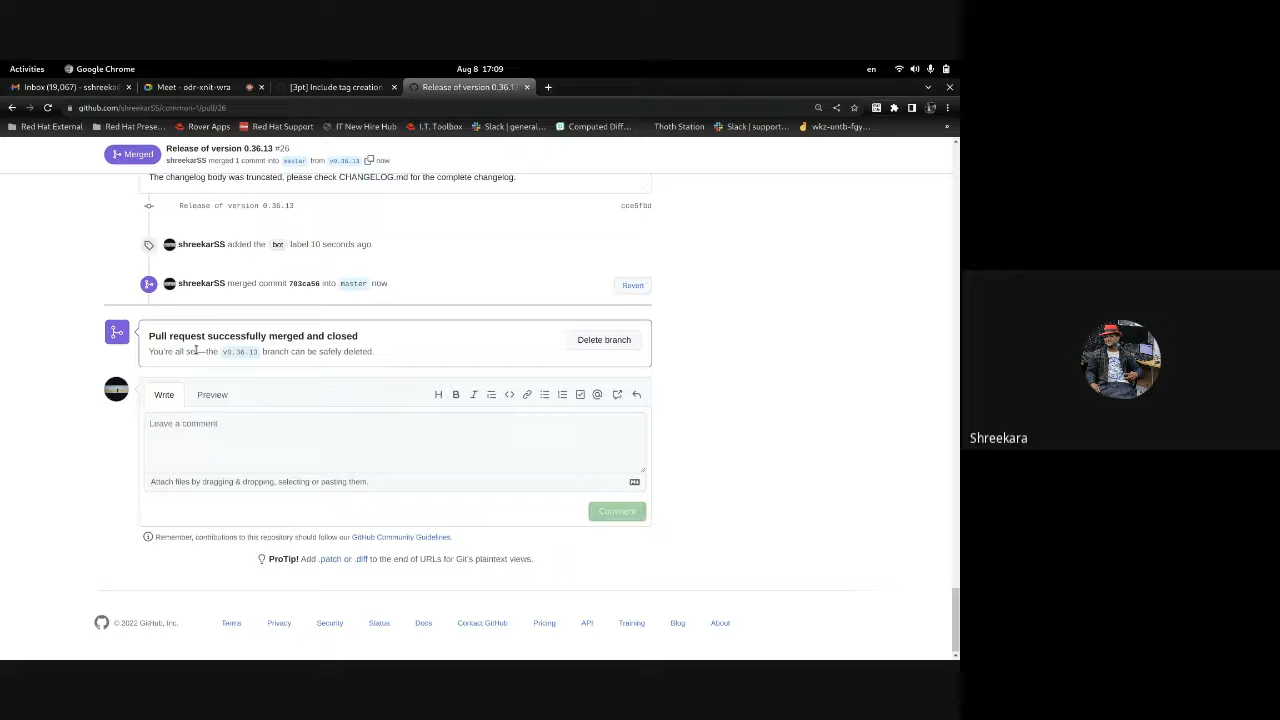 Activities
Google Chrome
Aug 8 17:09
en
Inbox (19,067) - sshreeka@
Meet - odr-xnit-wra
[3pt] Include tag creation
Release of version 0.36.13
github.com/shreekarSS/common-1/pull/26
Red Hat External
Red Hat Prese...
Rover Apps
Red Hat Support
IT New Hire Hub
I.T. Toolbox
Slack | general...
Computed Diff...
Thoth Station
Slack | support...
wkz-untb-fgy...
»
Merged
Release of version 0.36.13 #26
shreekarSS merged 1 commit into master from v0.36.13 now
The changelog body was truncated, please check CHANGELOG.md for the complete changelog.
Release of version 0.36.13
cce5fbd
shreekarSS added the bot label 10 seconds ago
shreekarSS merged commit 703ca56 into master now
Revert
Pull request successfully merged and closed
You're all set—the v0.36.13 branch can be safely deleted.
Delete branch
Write
Preview
Leave a comment
Attach files by dragging & dropping, selecting or pasting them.
Comment
Remember, contributions to this repository should follow our GitHub Community Guidelines.
ProTip! Add .patch or .diff to the end of URLs for Git's plaintext views.
© 2022 GitHub, Inc.
Terms
Privacy
Security
Status
Docs
Contact GitHub
Pricing
API
Training
Blog
About
Shreekara